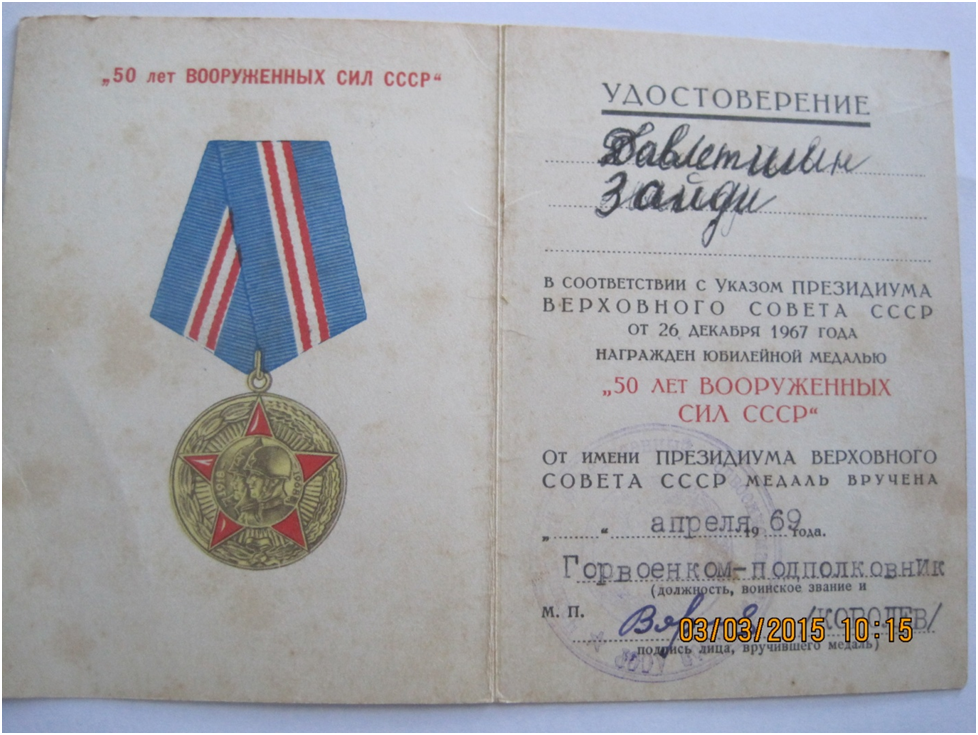 „50 лет ВООРУЖЕННЫХ СИЛ СССР“
УДОСТОВЕРЕНИЕ
Давлетшин
Зайди
В СООТВЕТСТВИИ С УКАЗОМ ПРЕЗИДИУМА
ВЕРХОВНОГО СОВЕТА СССР
ОТ 26 ДЕКАБРЯ 1967 ГОДА
НАГРАЖДЕН ЮБИЛЕЙНОЙ МЕДАЛЬЮ
„50 ЛЕТ ВООРУЖЕННЫХ
СИЛ СССР“
ОТ ИМЕНИ ПРЕЗИДИУМА ВЕРХОВНОГО
СОВЕТА СССР МЕДАЛЬ ВРУЧЕНА
„ “ апреля 19 69 года.
Горвоенком-подполковник
(должность, воинское звание и
М. П. /КОРОЛЕВ/
03/03/2015 10:15
подпись лица, вручившего медаль)